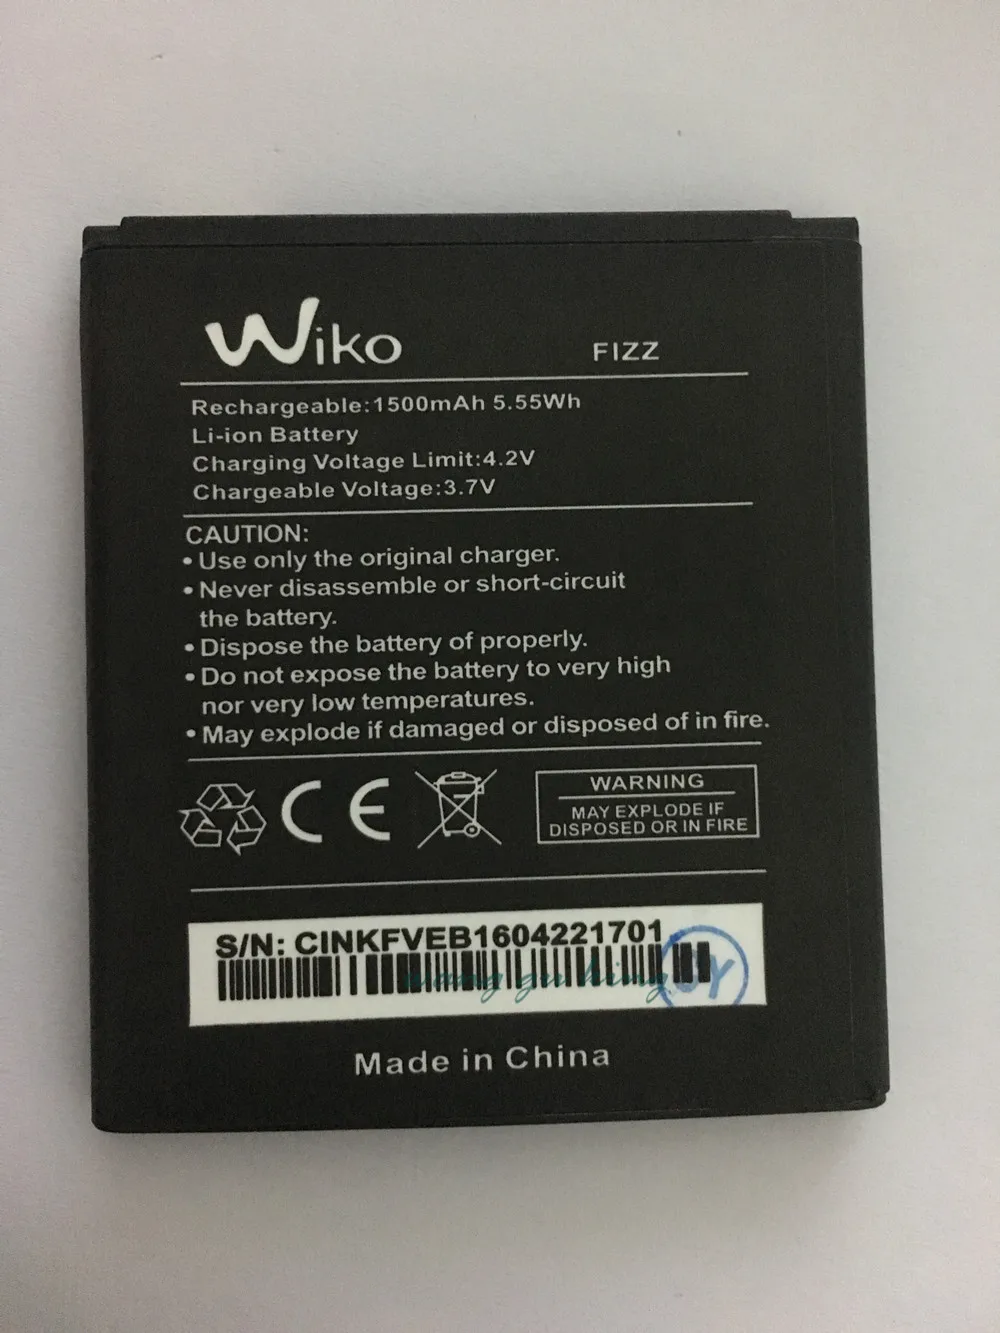 Wiko FIZZ
Rechargeable:1500mAh 5.55Wh
Li-ion Battery
Charging Voltage Limit:4.2V
Chargeable Voltage:3.7V
CAUTION:
• Use only the original charger.
• Never disassemble or short-circuit
the battery.
• Dispose the battery of properly.
• Do not expose the battery to very high
nor very low temperatures.
• May explode if damaged or disposed of in fire.
CE
WARNING
MAY EXPLODE IF
DISPOSED OR IN FIRE
S/N: CINKFVEB1604221701
Made in China